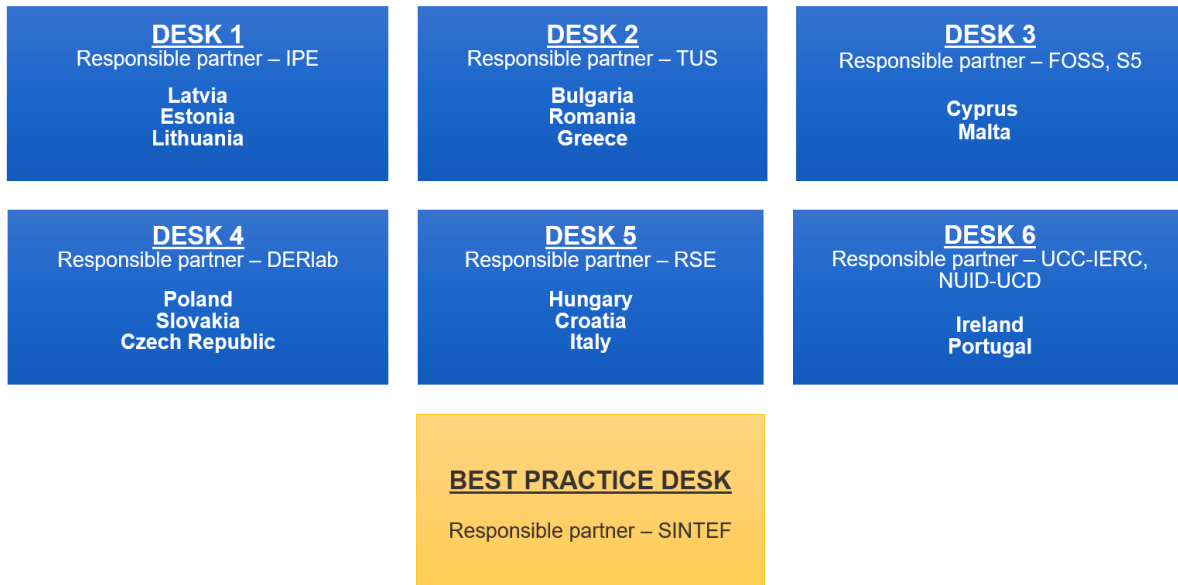 DESK 1
Responsible partner – IPE
Latvia
Estonia
Lithuania
DESK 2
Responsible partner – TUS
Bulgaria
Romania
Greece
DESK 3
Responsible partner – FOSS, S5
Cyprus
Malta
DESK 4
Responsible partner – DERlab
Poland
Slovakia
Czech Republic
DESK 5
Responsible partner – RSE
Hungary
Croatia
Italy
DESK 6
Responsible partner – UCC-IERC,
NUID-UCD
Ireland
Portugal
BEST PRACTICE DESK
Responsible partner – SINTEF